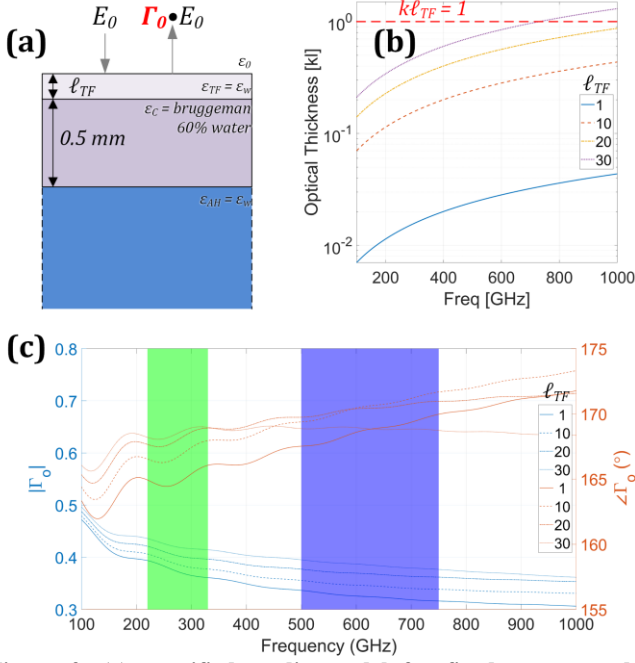 (a)
E₀
Γ₀•E₀
ε₀
ℓTF
εTF = εw
εC = bruggeman
60% water
0.5 mm
εAH = εw
(b)
kℓTF = 1
Optical Thickness [kl]
10⁰
10⁻¹
10⁻²
ℓTF
1
10
20
30
200 400 600 800 1000
Freq [GHz]
(c)
|Γo|
0.8
0.7
0.6
0.5
0.4
0.3
175
170
165
160
155
∠Γo (°)
ℓTF
1
10
20
30
1
10
20
30
100 200 300 400 500 600 700 800 900 1000
Frequency (GHz)